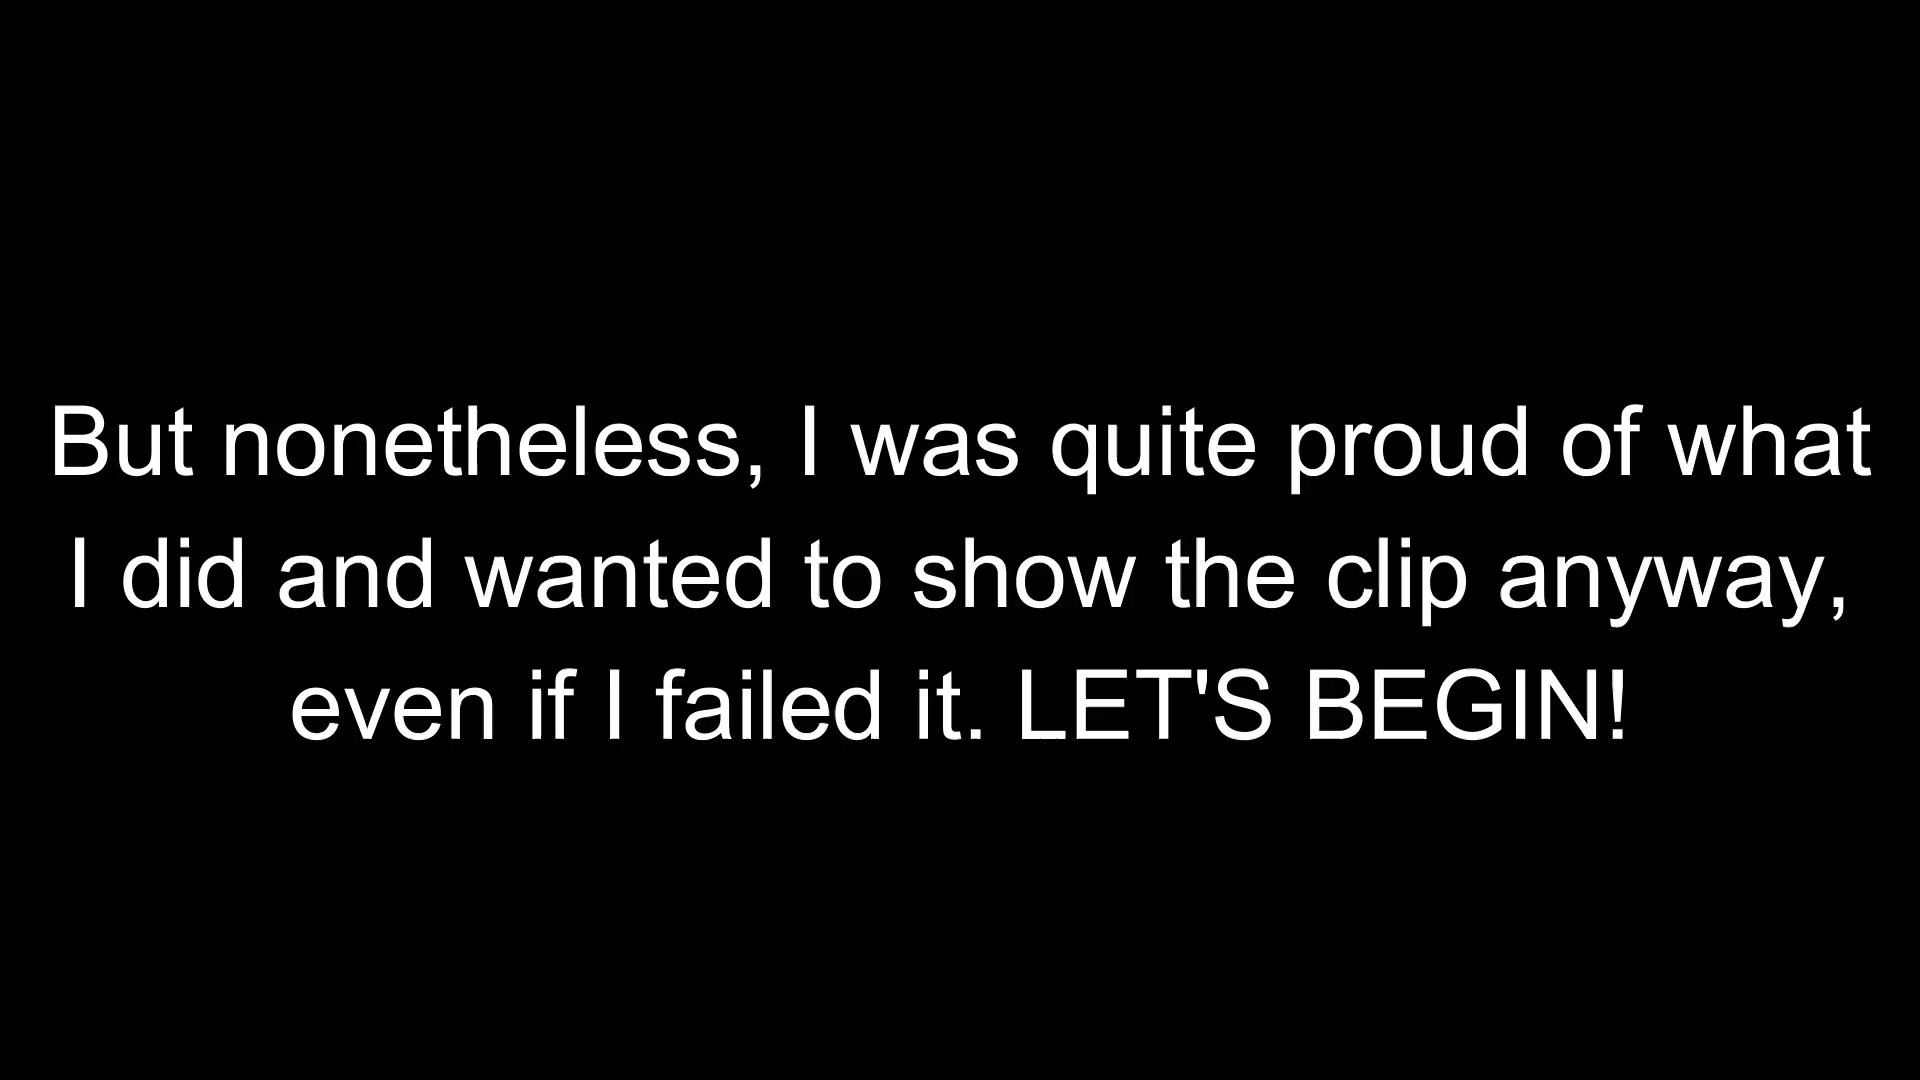 But nonetheless, I was quite proud of what
I did and wanted to show the clip anyway,
even if I failed it. LET'S BEGIN!